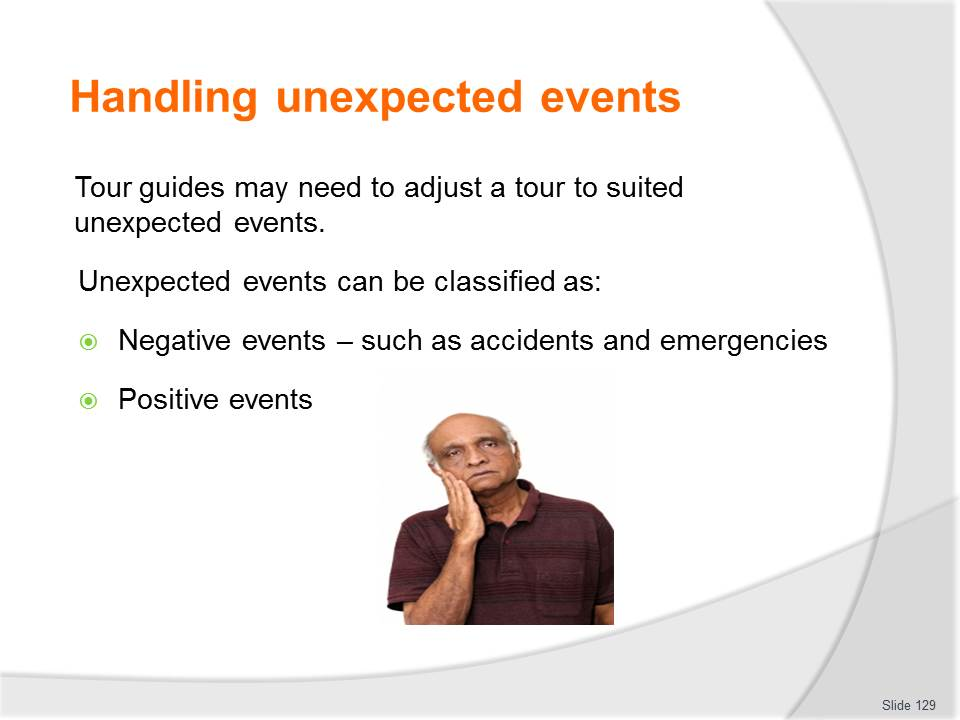 Handling unexpected events
Tour guides may need to adjust a tour to suited
unexpected events.
Unexpected events can be classified as:
Negative events – such as accidents and emergencies
Positive events
Slide 129